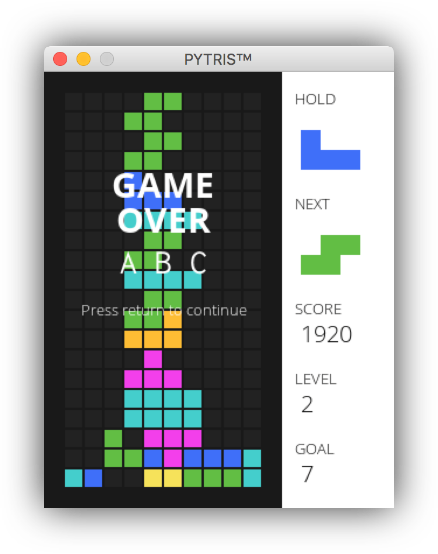 PYTRIS™
HOLD
NEXT
SCORE
1920
LEVEL
2
GOAL
7
GAME
OVER
A B C
Press return to continue